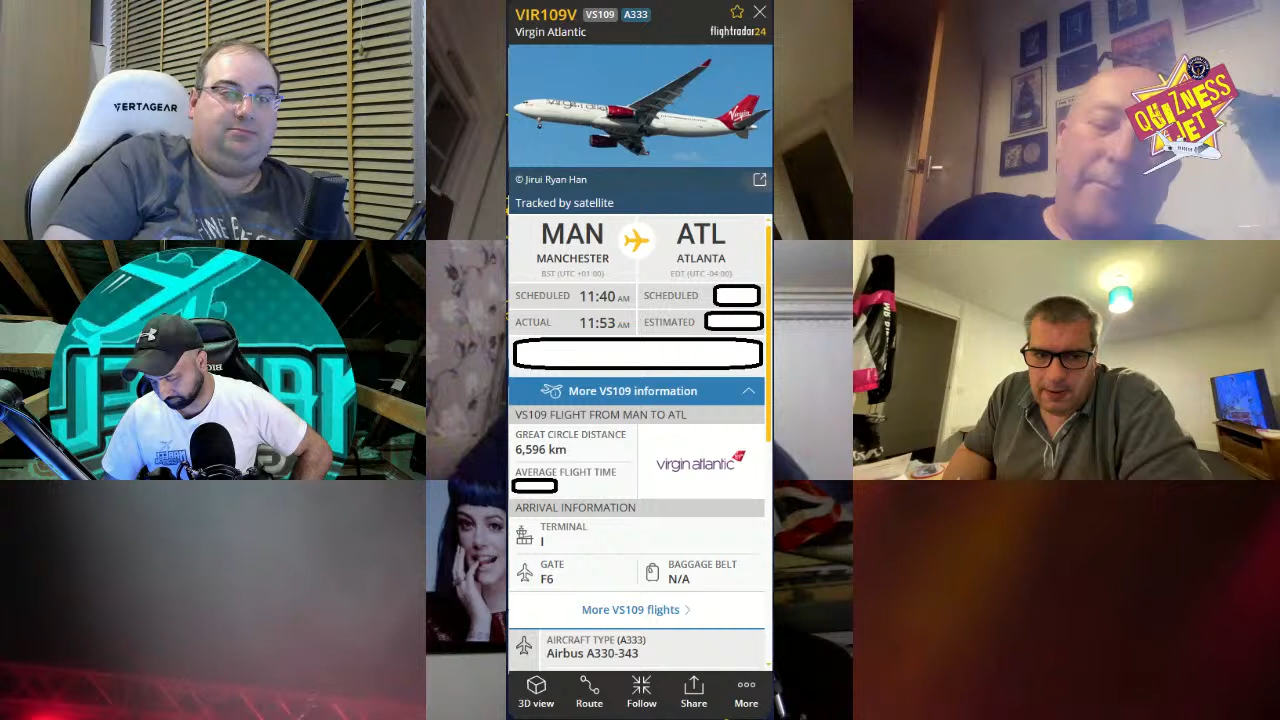 VIR109V VS109 A333
Virgin Atlantic
flightradar24
virgin atlantic
Virgin
© Jirui Ryan Han
Tracked by satellite
MAN ATL
MANCHESTER ATLANTA
BST (UTC +01:00) EDT (UTC -04:00)
SCHEDULED 11:40 AM SCHEDULED
ACTUAL 11:53 AM ESTIMATED
More VS109 information
VS109 FLIGHT FROM MAN TO ATL
GREAT CIRCLE DISTANCE
6,596 km
AVERAGE FLIGHT TIME
virgin atlantic
ARRIVAL INFORMATION
TERMINAL
I
GATE BAGGAGE BELT
F6 N/A
More VS109 flights
AIRCRAFT TYPE (A333)
Airbus A330-343
3D view Route Follow Share More
VERTAGEAR
QUIZNESS
JET